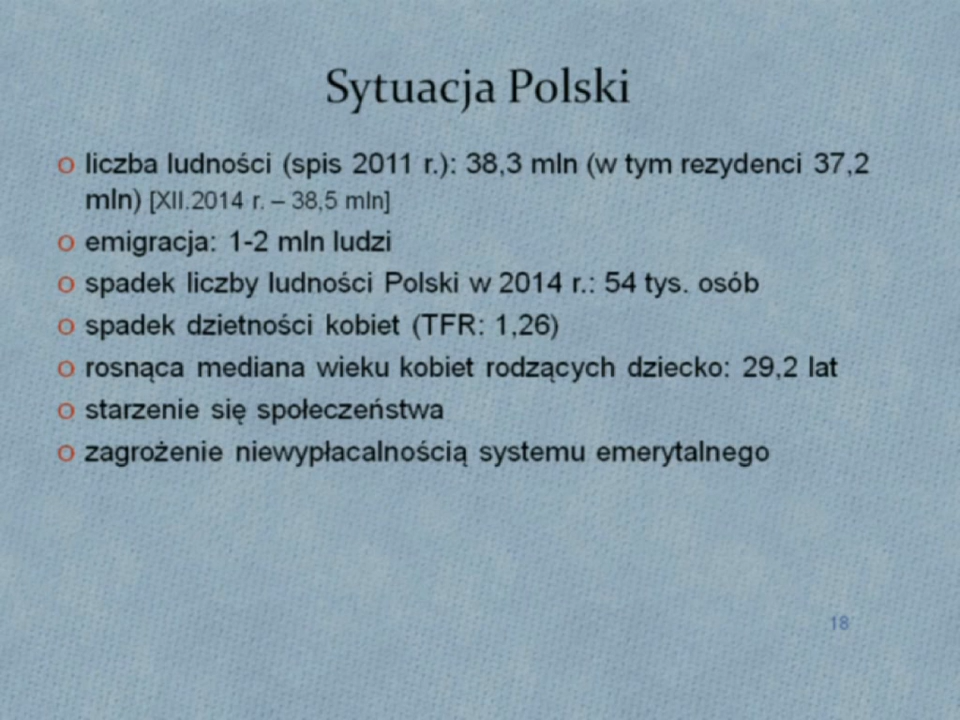 Sytuacja Polski
o liczba ludności (spis 2011 r.): 38,3 mln (w tym rezydenci 37,2
mln) [XII.2014 r. – 38,5 mln]
o emigracja: 1-2 mln ludzi
o spadek liczby ludności Polski w 2014 r.: 54 tys. osób
o spadek dzietności kobiet (TFR: 1,26)
o rosnąca mediana wieku kobiet rodzących dziecko: 29,2 lat
o starzenie się społeczeństwa
o zagrożenie niewypłacalnością systemu emerytalnego
18